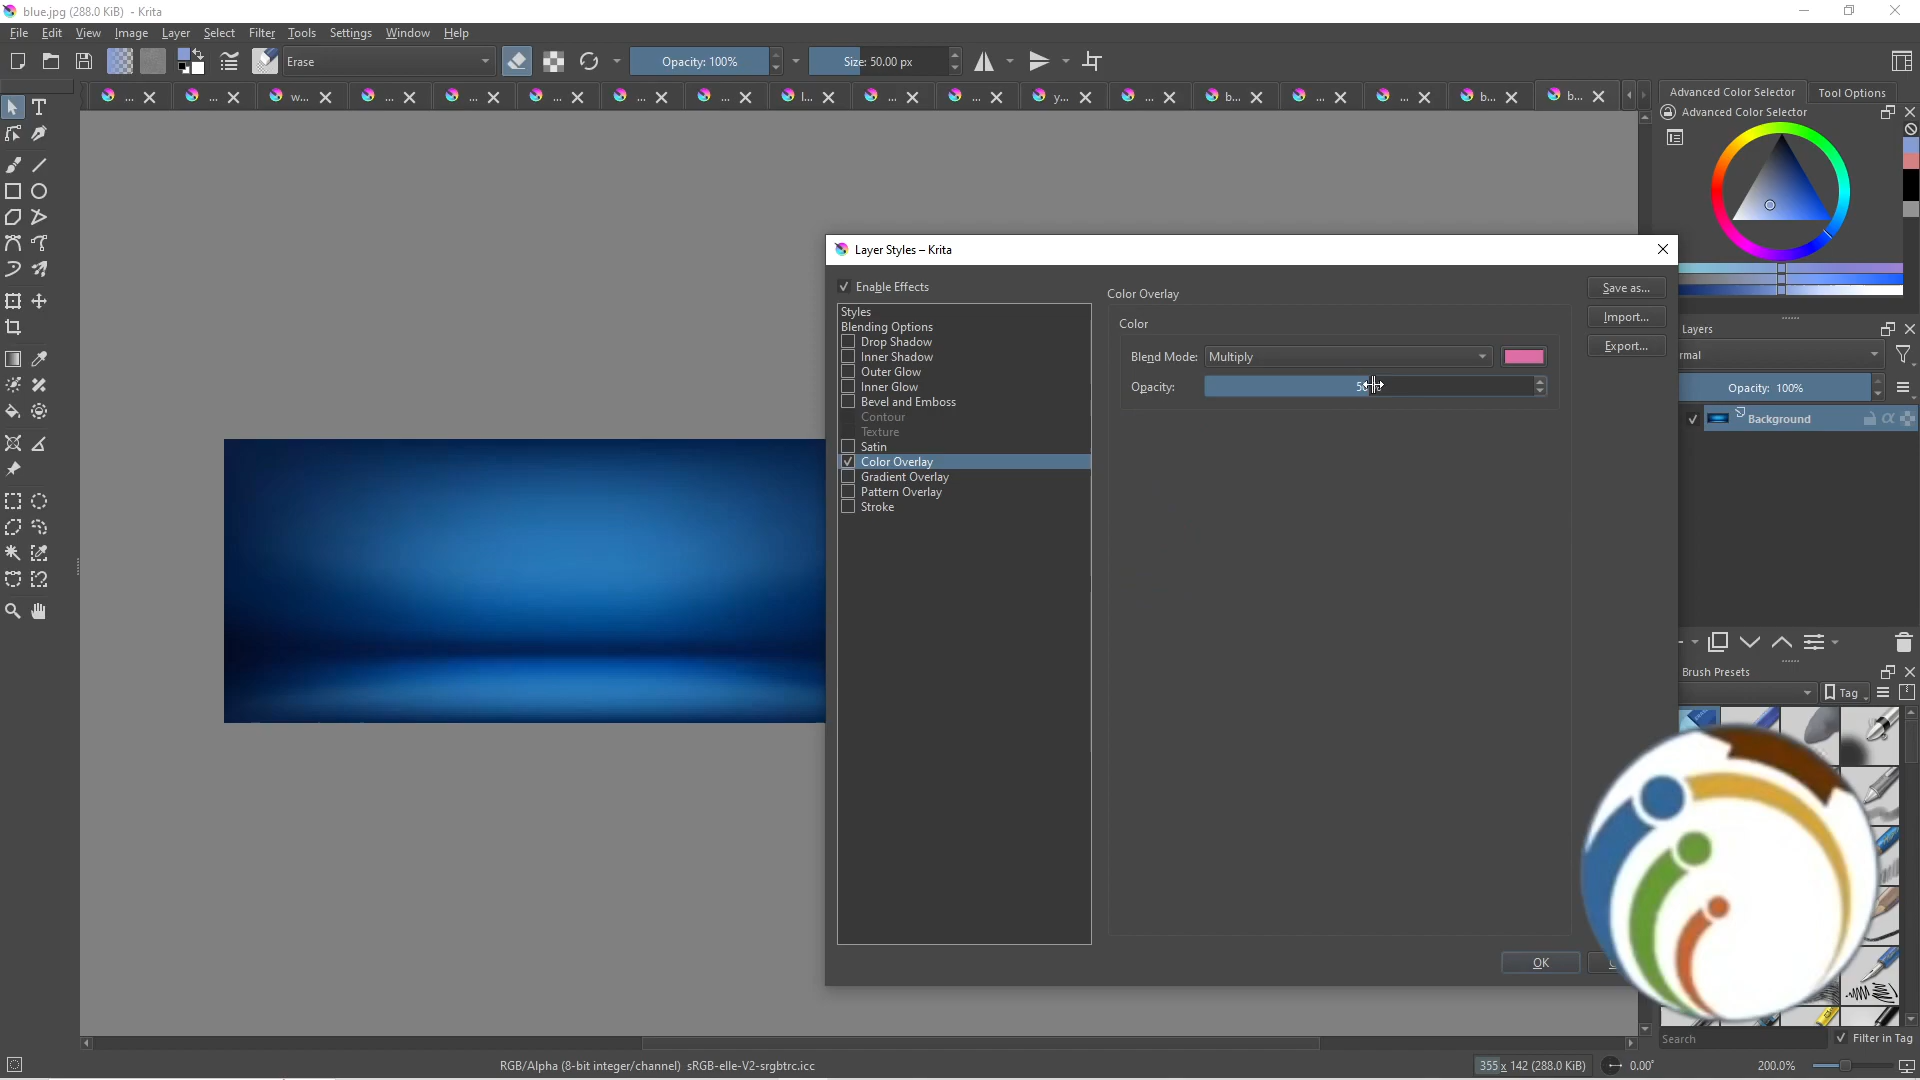 blue.jpg (288.0 KiB) - Krita
File Edit View Image Layer Select Filter Tools Settings Window Help
Erase
Opacity: 100%
Size: 50.00 px
... ... w... ... ... ... ... ... l... ... ... y... ... b... ... ... b... b...
Advanced Color Selector Tool Options
Advanced Color Selector
Layer Styles – Krita
Enable Effects
Styles
Blending Options
Drop Shadow
Inner Shadow
Outer Glow
Inner Glow
Bevel and Emboss
Contour
Texture
Satin
Color Overlay
Gradient Overlay
Pattern Overlay
Stroke
Color Overlay
Color
Blend Mode: Multiply
Opacity:
Save as...
Import...
Export...
OK
Layers
rmal
Opacity: 100%
Background
Brush Presets
Tag
Search
Filter in Tag
RGB/Alpha (8-bit integer/channel) sRGB-elle-V2-srgbtrc.icc
355 x 142 (288.0 KiB)
0.00°
200.0%